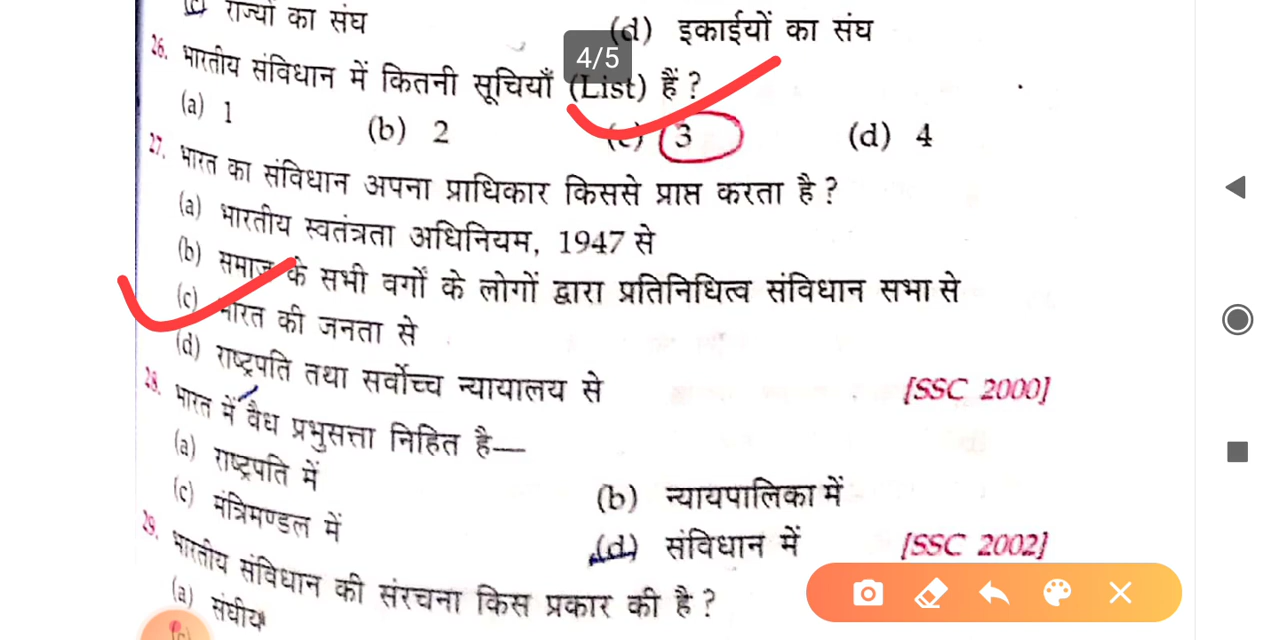 (c) राज्यों का संघ (d) इकाईयों का संघ
4/5
26. भारतीय संविधान में कितनी सूचियाँ (List) हैं ?
(a) 1 (b) 2 (c) 3 (d) 4
27. भारत का संविधान अपना प्राधिकार किससे प्राप्त करता है ?
(a) भारतीय स्वतंत्रता अधिनियम, 1947 से
(b) समाज के सभी वर्गों के लोगों द्वारा प्रतिनिधित्व संविधान सभा से
(c) भारत की जनता से
(d) राष्ट्रपति तथा सर्वोच्च न्यायालय से [SSC 2000]
28. भारत में वैध प्रभुसत्ता निहित है—
(a) राष्ट्रपति में (b) न्यायपालिका में
(c) मंत्रिमण्डल में (d) संविधान में [SSC 2002]
29. भारतीय संविधान की संरचना किस प्रकार की है ?
(a) संघीय
(c)